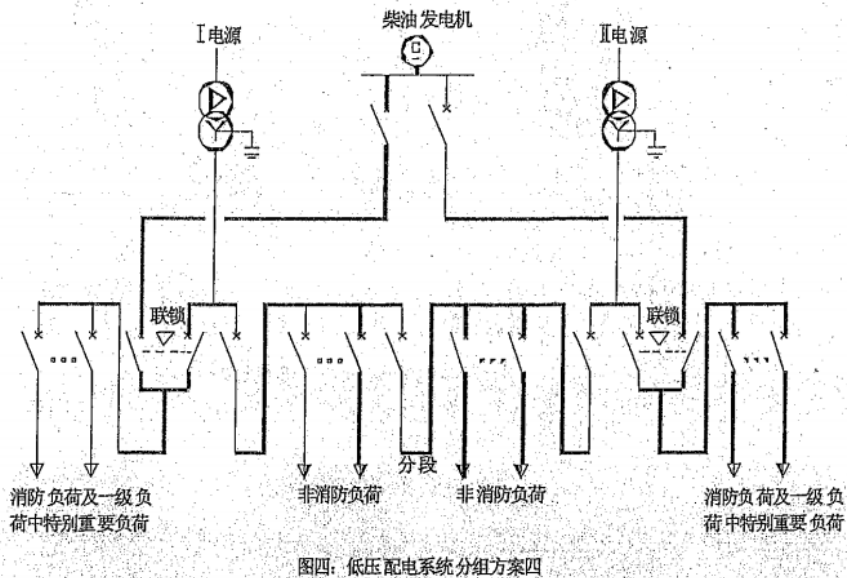 柴油发电机
I电源
II电源
G
联锁
联锁
分段
消防负荷及一级负
荷中特别重要负荷
非消防负荷
非消防负荷
消防负荷及一级负
荷中特别重要负荷
图四：低压配电系统分组方案四